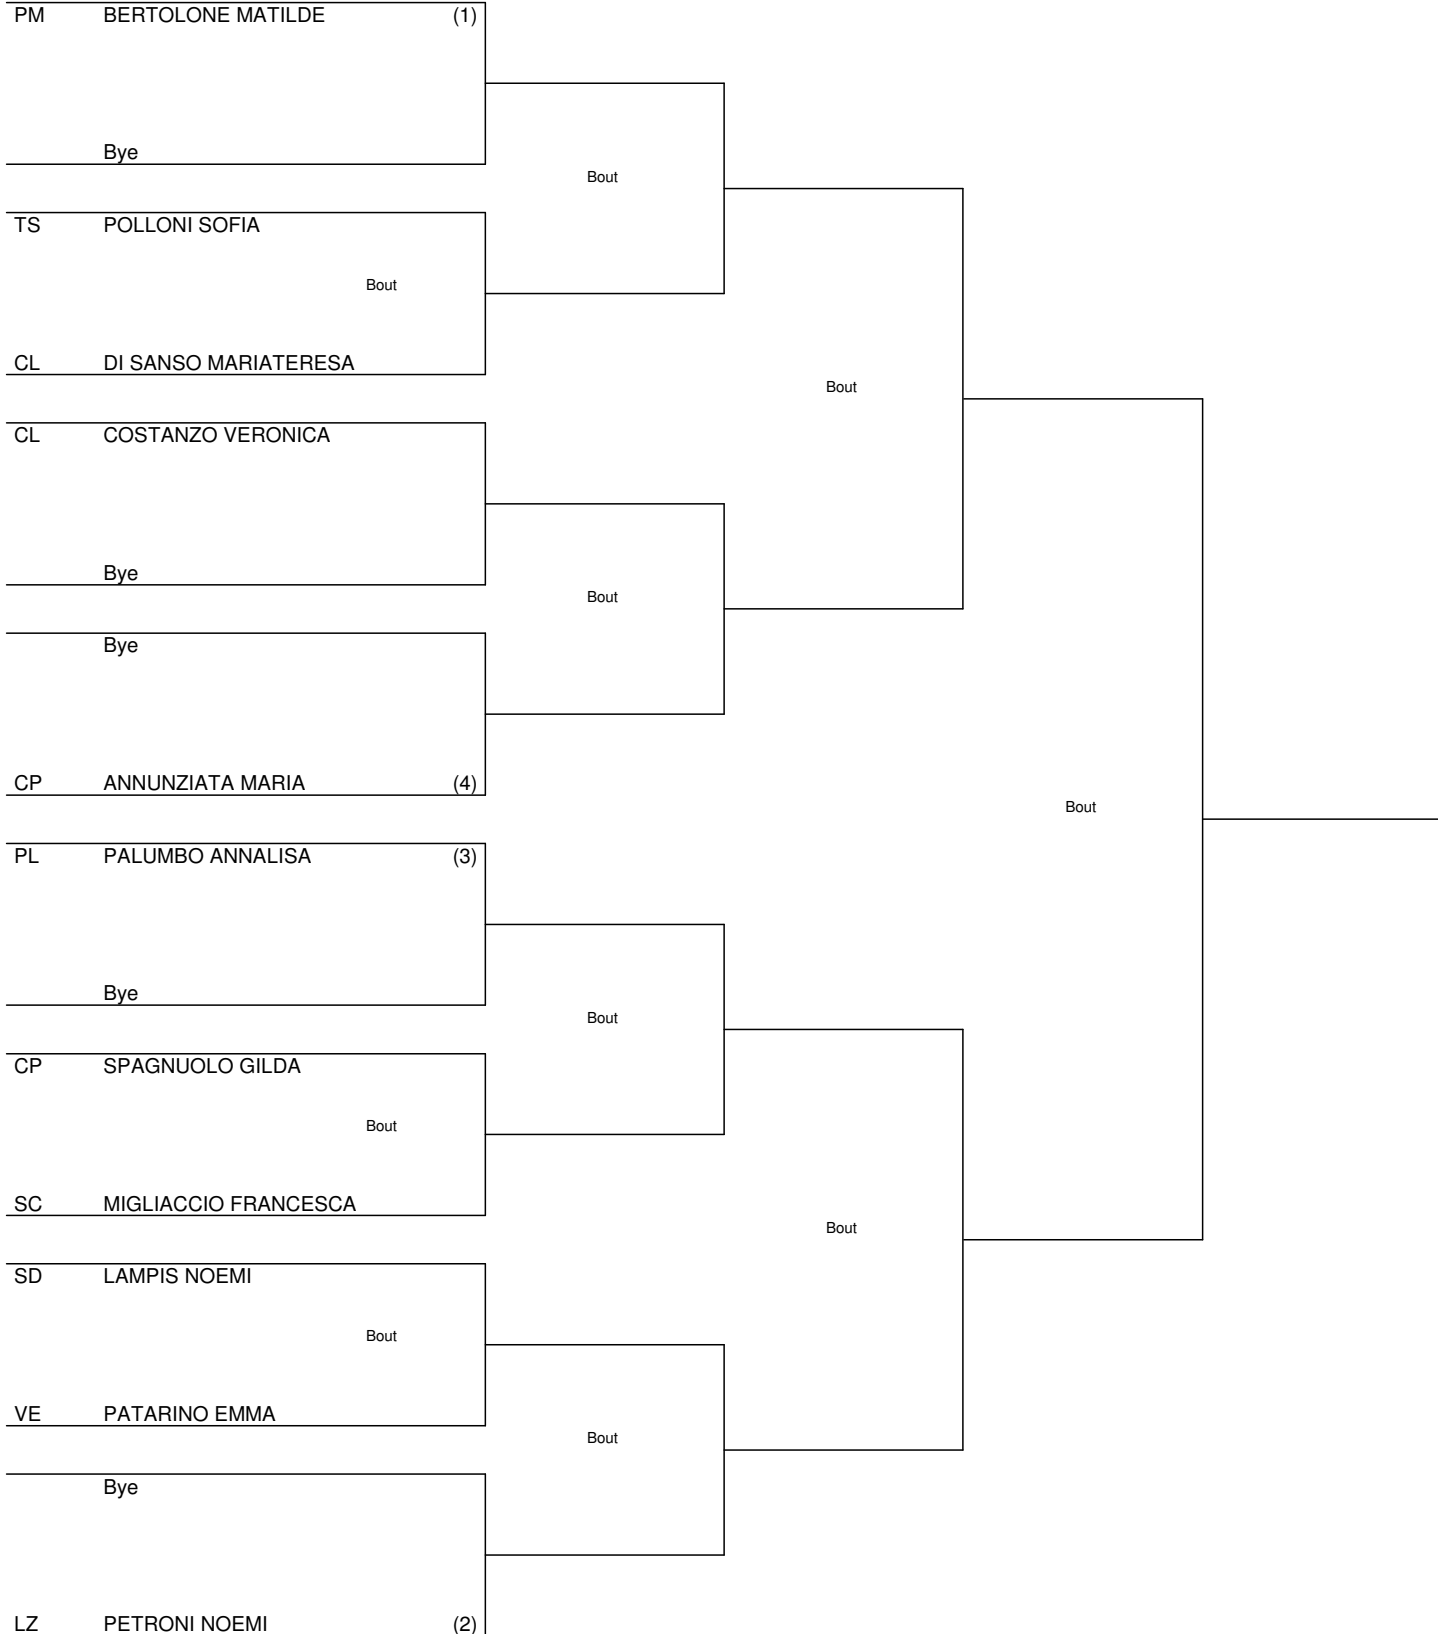 PM BERTOLONE MATILDE (1)
Bye
Bout
TS POLLONI SOFIA
Bout
CL DI SANSO MARIATERESA
Bout
CL COSTANZO VERONICA
Bye
Bout
Bye
CP ANNUNZIATA MARIA (4)
Bout
PL PALUMBO ANNALISA (3)
Bye
Bout
CP SPAGNUOLO GILDA
Bout
SC MIGLIACCIO FRANCESCA
Bout
SD LAMPIS NOEMI
Bout
VE PATARINO EMMA
Bout
Bye
LZ PETRONI NOEMI (2)